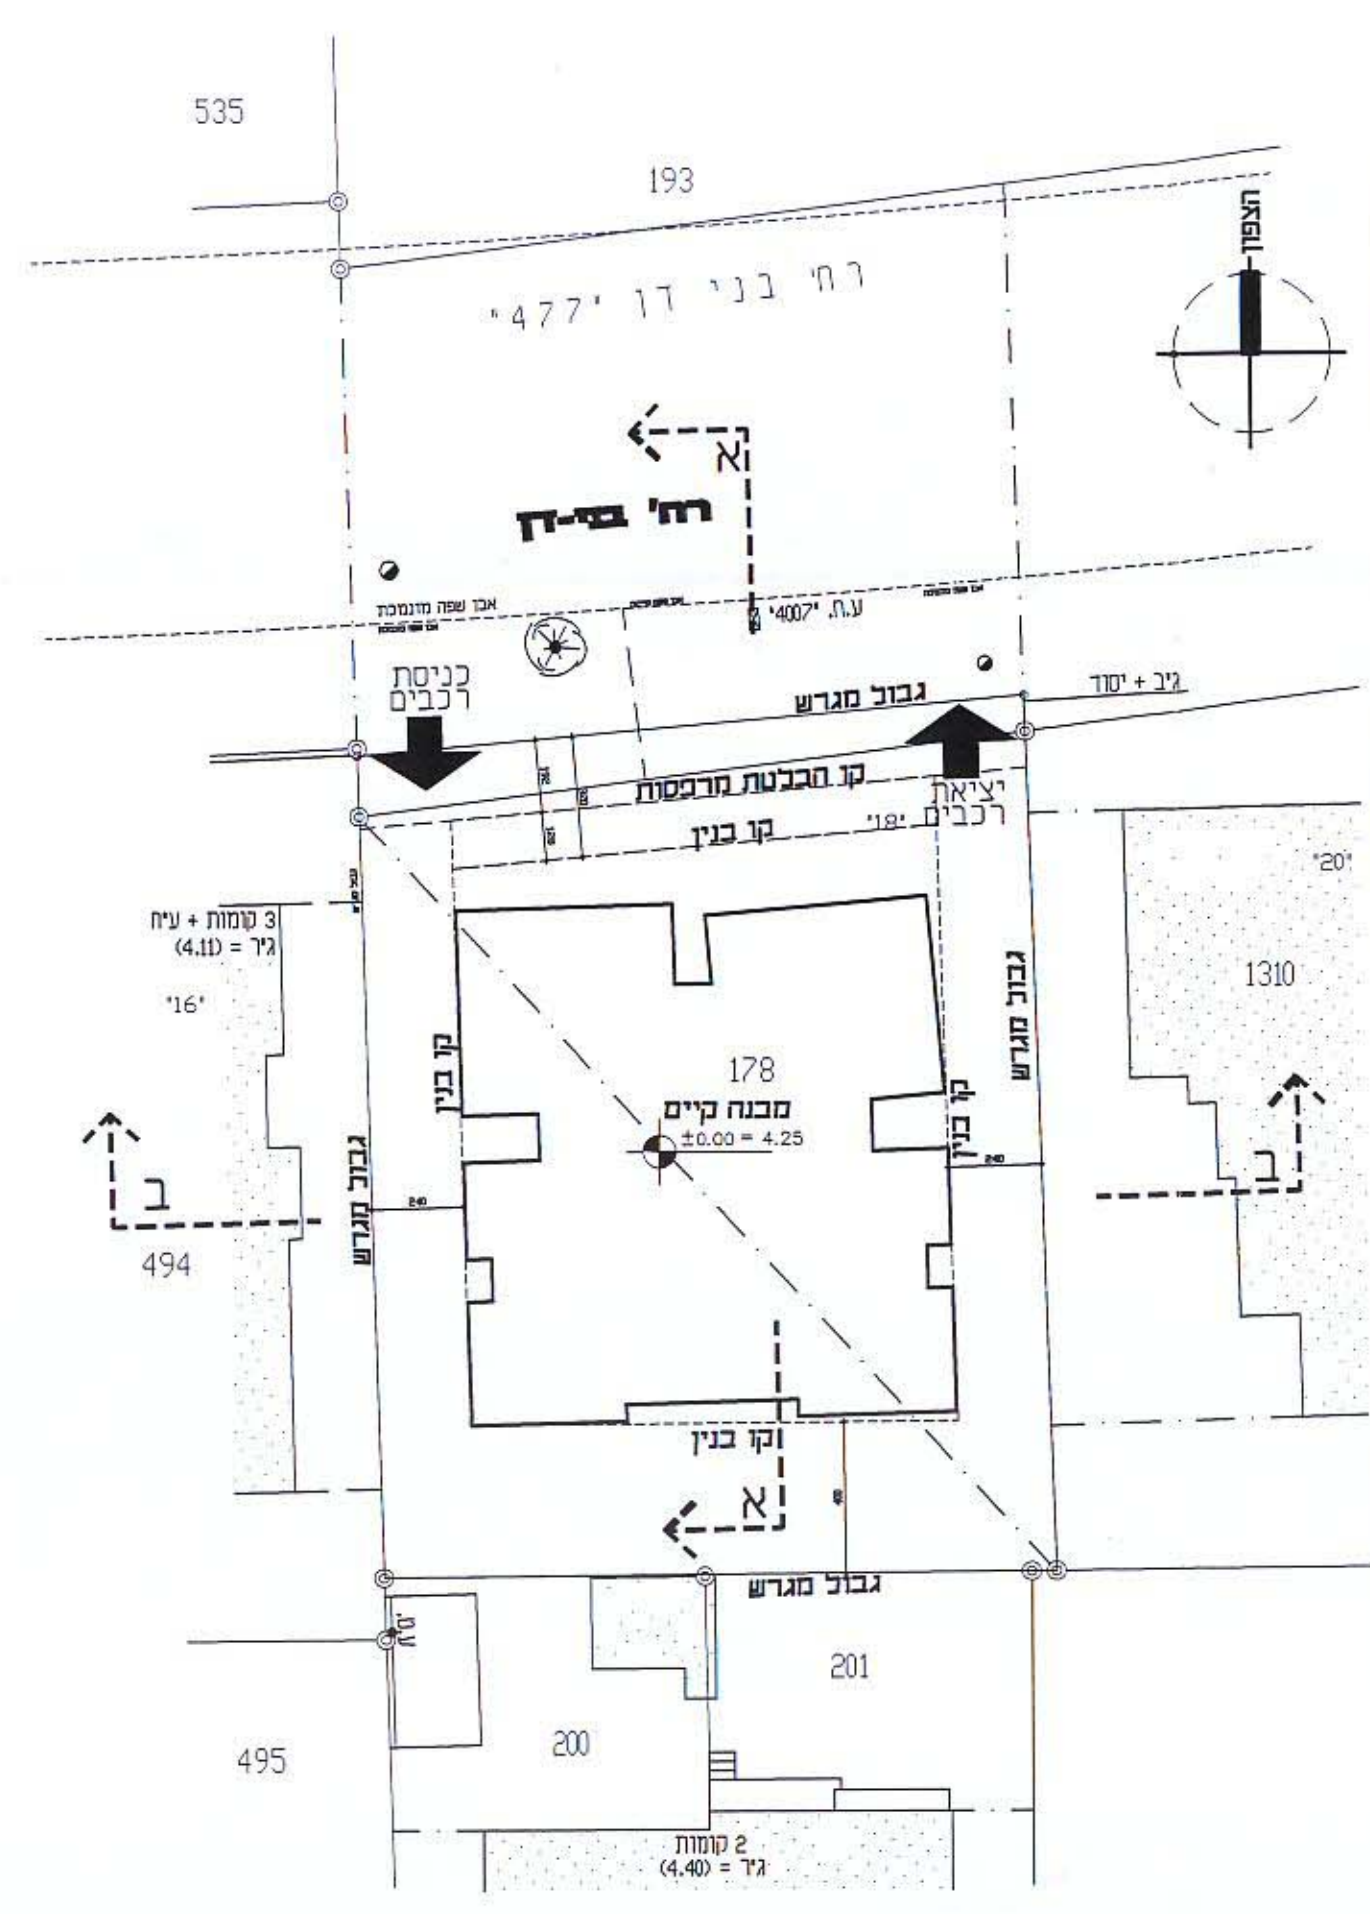 535
193
הצפון
רח' בני דן "477"
א
רח' בני-דן
אבן שפה מונמכת
ע.ח. "4007"
כניסת
רכבים
גבול מגרש
גיב + יסוד
קו הבלטת מרפסות
יציאת
רכבים
"18"
קו בנין
"20"
3 קומות + ע"ח
ג"ר = (4.11)
"16"
1310
גבול מגרש
קו בנין
178
מבנה קיים
±0.00 = 4.25
קו בנין
240
240
גבול מגרש
ב
ב
494
קו בנין
א
400
גבול מגרש
201
200
495
2 קומות
ג"ר = (4.40)